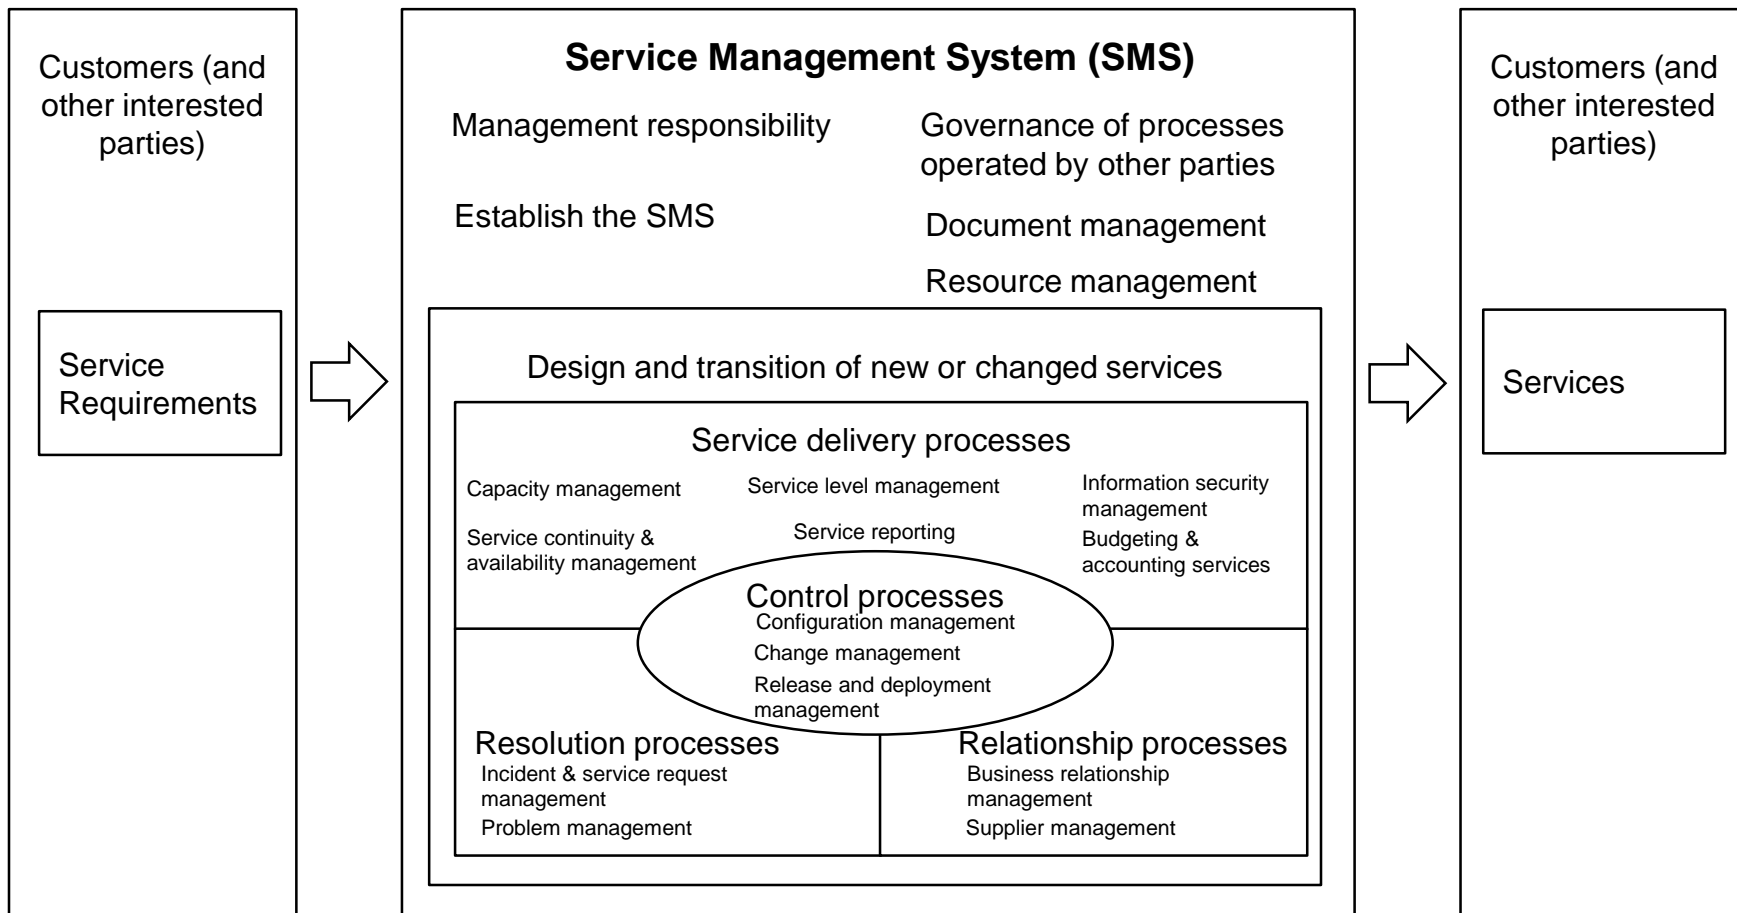 Customers (and
other interested
parties)
Service
Requirements
Service Management System (SMS)
Management responsibility
Establish the SMS
Governance of processes
operated by other parties
Document management
Resource management
Design and transition of new or changed services
Service delivery processes
Capacity management
Service continuity &
availability management
Service level management
Service reporting
Information security
management
Budgeting &
accounting services
Control processes
Configuration management
Change management
Release and deployment
management
Resolution processes
Incident & service request
management
Problem management
Relationship processes
Business relationship
management
Supplier management
Customers (and
other interested
parties)
Services